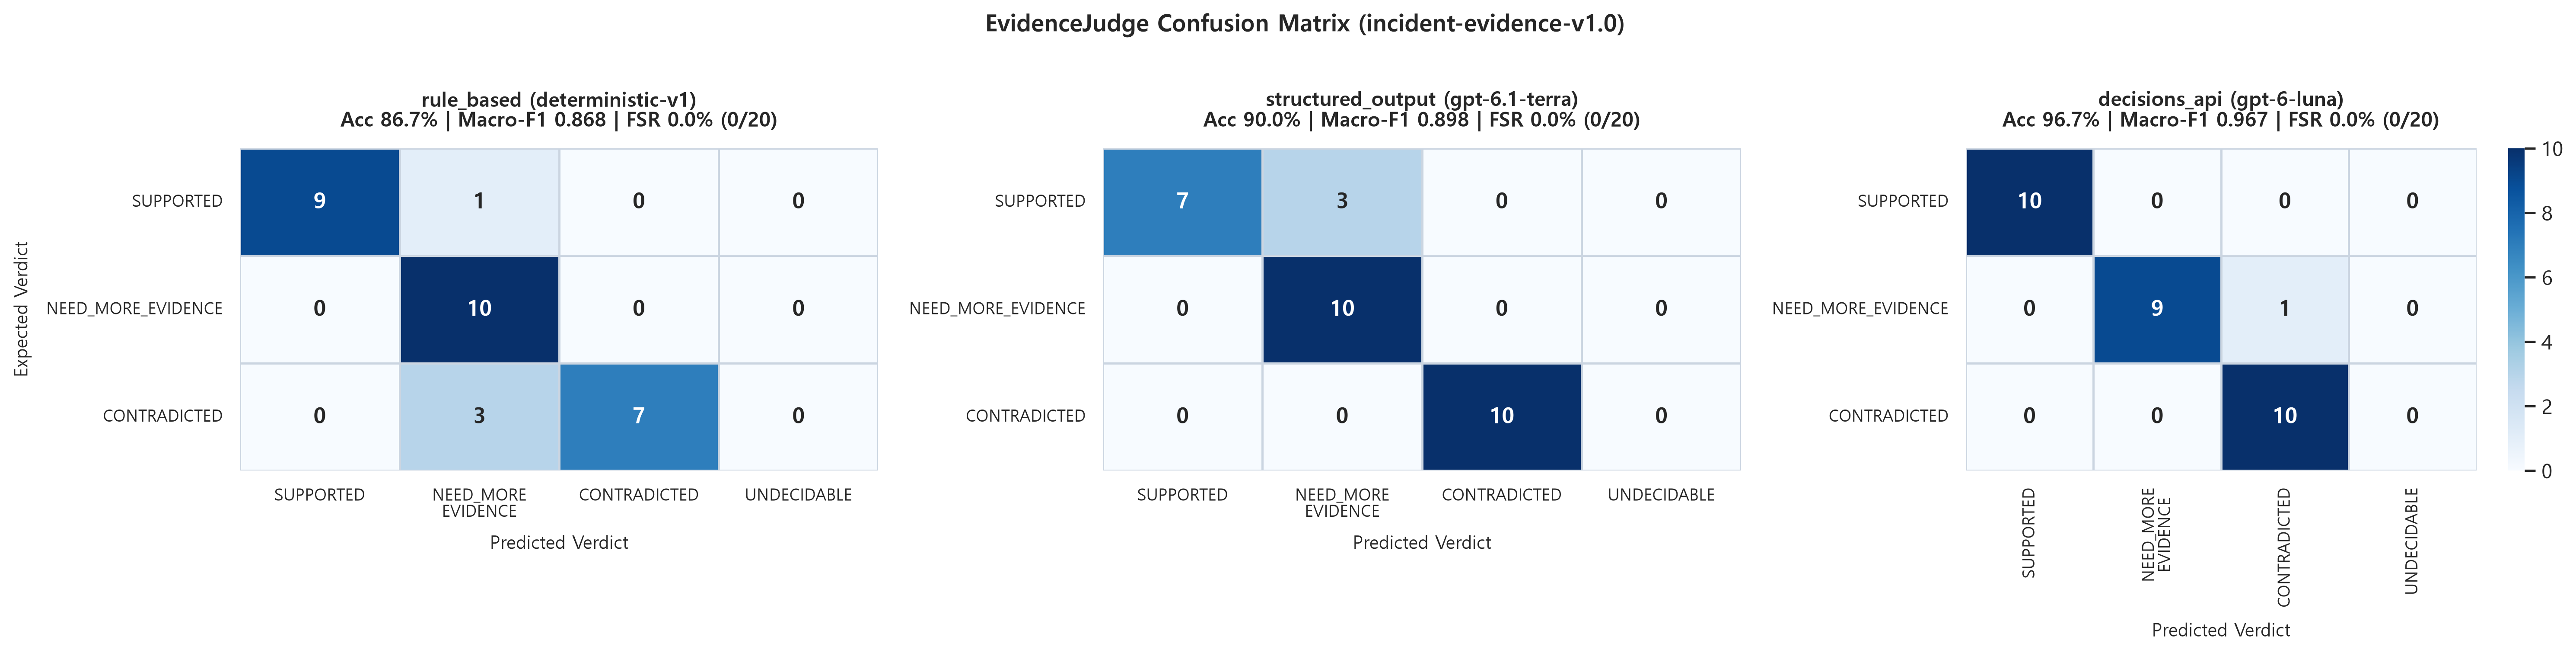 EvidenceJudge Confusion Matrix (incident-evidence-v1.0)
rule_based (deterministic-v1)
Acc 86.7% | Macro-F1 0.868 | FSR 0.0% (0/20)
Expected Verdict
SUPPORTED 9 1 0 0
NEED_MORE_EVIDENCE 0 10 0 0
CONTRADICTED 0 3 7 0
SUPPORTED NEED_MORE CONTRADICTED UNDECIDABLE
EVIDENCE
Predicted Verdict
structured_output (gpt-6.1-terra)
Acc 90.0% | Macro-F1 0.898 | FSR 0.0% (0/20)
SUPPORTED 7 3 0 0
NEED_MORE_EVIDENCE 0 10 0 0
CONTRADICTED 0 0 10 0
SUPPORTED NEED_MORE CONTRADICTED UNDECIDABLE
EVIDENCE
Predicted Verdict
decisions_api (gpt-6-luna)
Acc 96.7% | Macro-F1 0.967 | FSR 0.0% (0/20)
SUPPORTED 10 0 0 0
NEED_MORE_EVIDENCE 0 9 1 0
CONTRADICTED 0 0 10 0
SUPPORTED
NEED_MORE
EVIDENCE
CONTRADICTED
UNDECIDABLE
Predicted Verdict
10
8
6
4
2
0